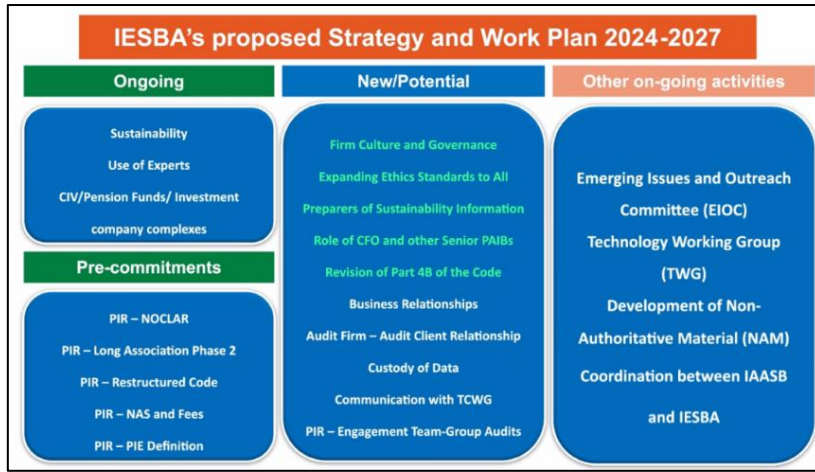 IESBA's proposed Strategy and Work Plan 2024-2027
Ongoing
Sustainability
Use of Experts
CIV/Pension Funds/ Investment
company complexes
Pre-commitments
PIR – NOCLAR
PIR – Long Association Phase 2
PIR – Restructured Code
PIR – NAS and Fees
PIR – PIE Definition
New/Potential
Firm Culture and Governance
Expanding Ethics Standards to All
Preparers of Sustainability Information
Role of CFO and other Senior PAIBs
Revision of Part 4B of the Code
Business Relationships
Audit Firm – Audit Client Relationship
Custody of Data
Communication with TCWG
PIR – Engagement Team-Group Audits
Other on-going activities
Emerging Issues and Outreach
Committee (EIOC)
Technology Working Group
(TWG)
Development of Non-
Authoritative Material (NAM)
Coordination between IAASB
and IESBA